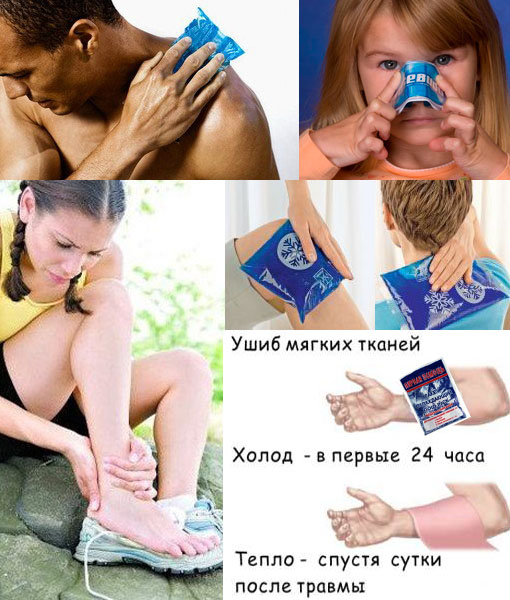 Ушиб мягких тканей
Холод - в первые 24 часа
Тепло - спустя сутки
после травмы